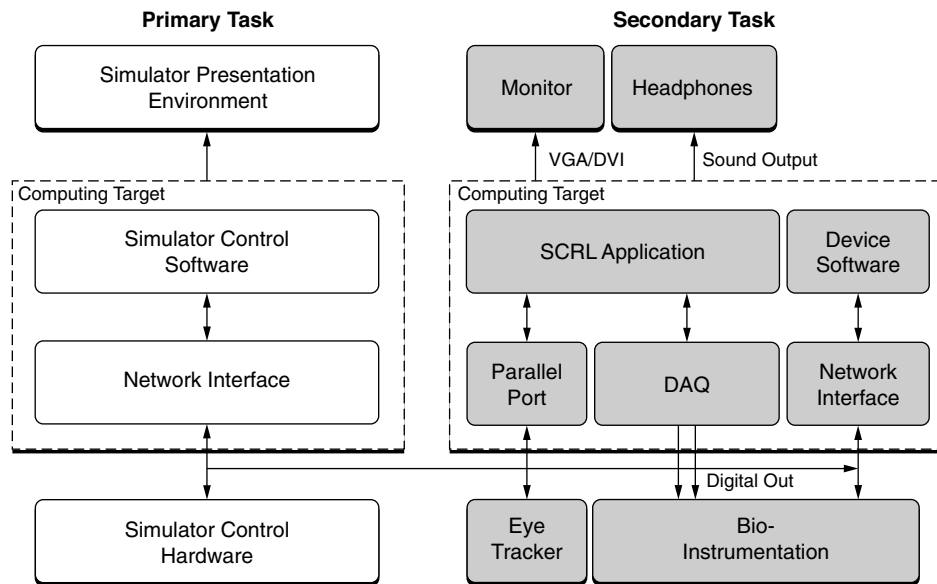 Primary Task
Simulator Presentation
Environment
Computing Target
Simulator Control
Software
Network Interface
Simulator Control
Hardware
Secondary Task
Monitor
Headphones
VGA/DVI
Sound Output
Computing Target
SCRL Application
Device
Software
Parallel
Port
DAQ
Network
Interface
Digital Out
Eye
Tracker
Bio-
Instrumentation